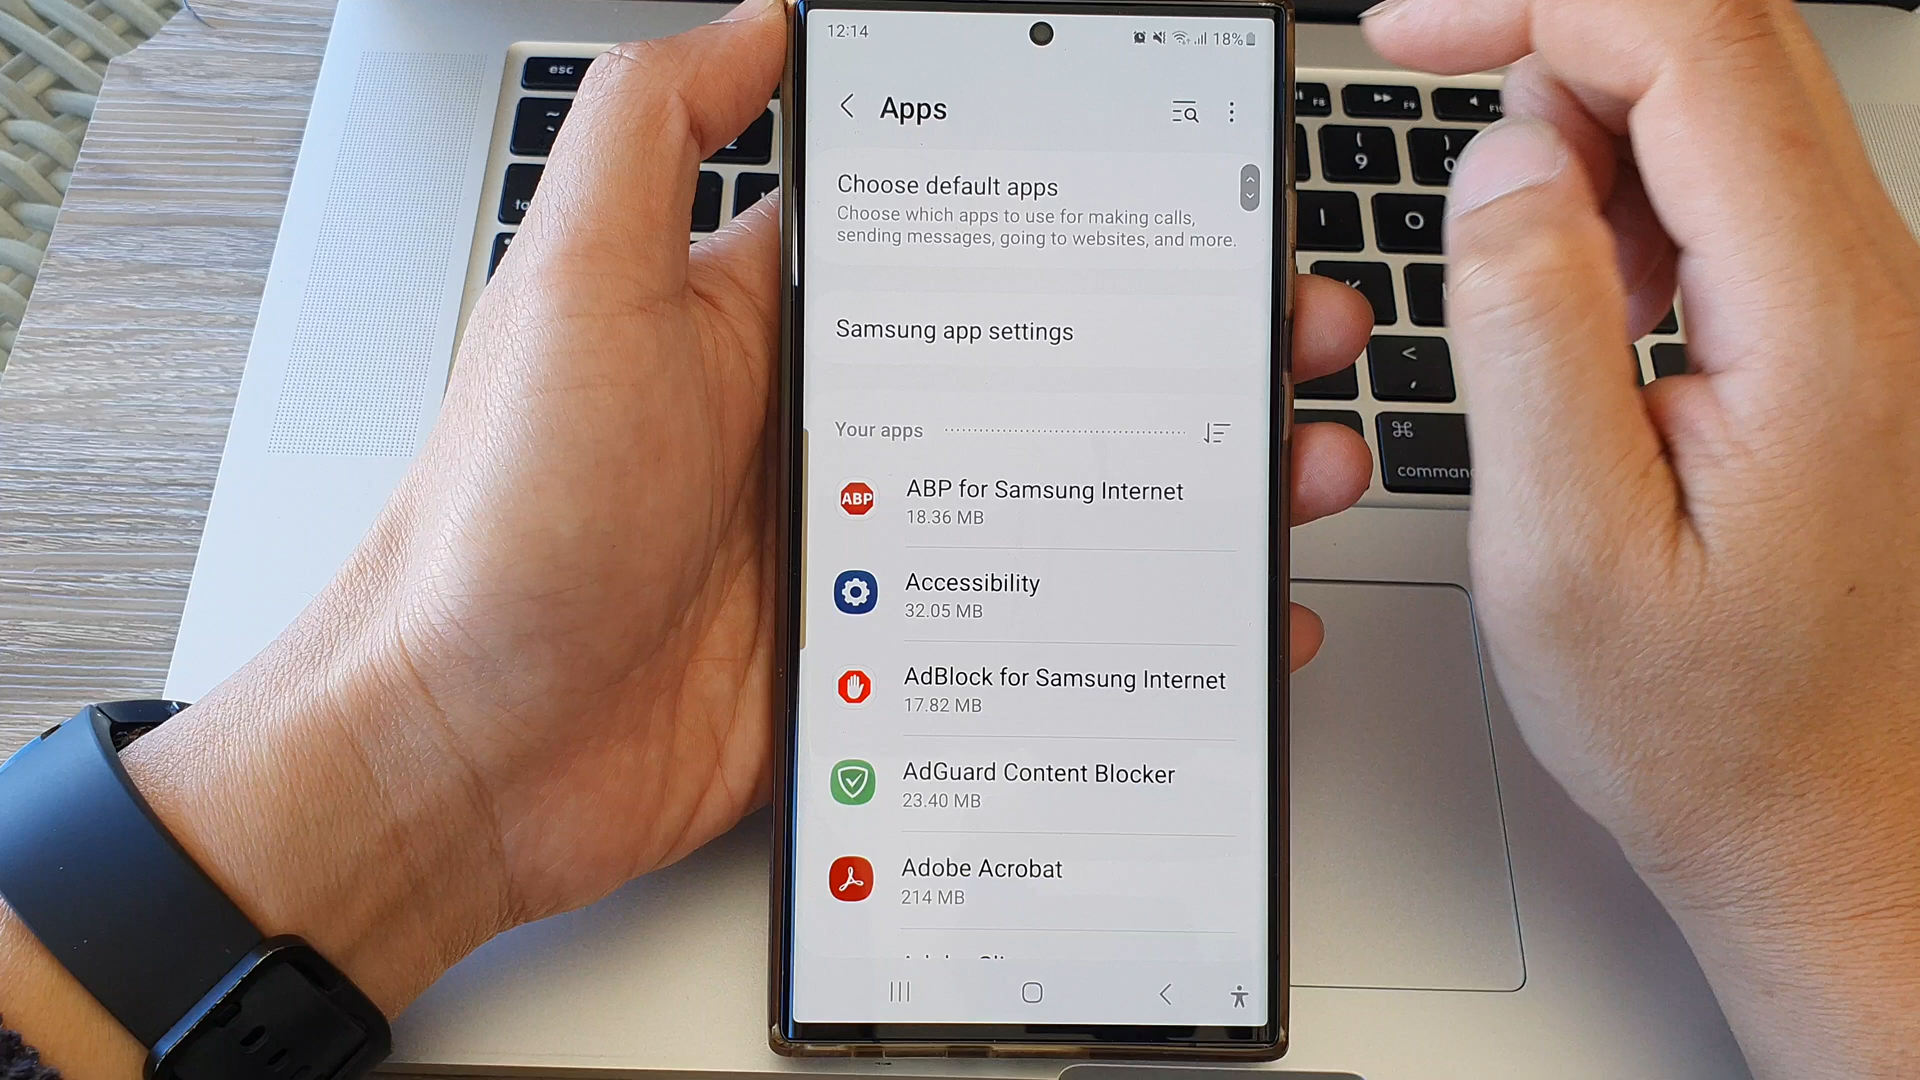 12:14
18%
Apps
Choose default apps
Choose which apps to use for making calls,
sending messages, going to websites, and more.
Samsung app settings
Your apps
ABP
ABP for Samsung Internet
18.36 MB
Accessibility
32.05 MB
AdBlock for Samsung Internet
17.82 MB
AdGuard Content Blocker
23.40 MB
Adobe Acrobat
214 MB
esc
~
F8
F9
(
9
)
I
O
<
,
⌘